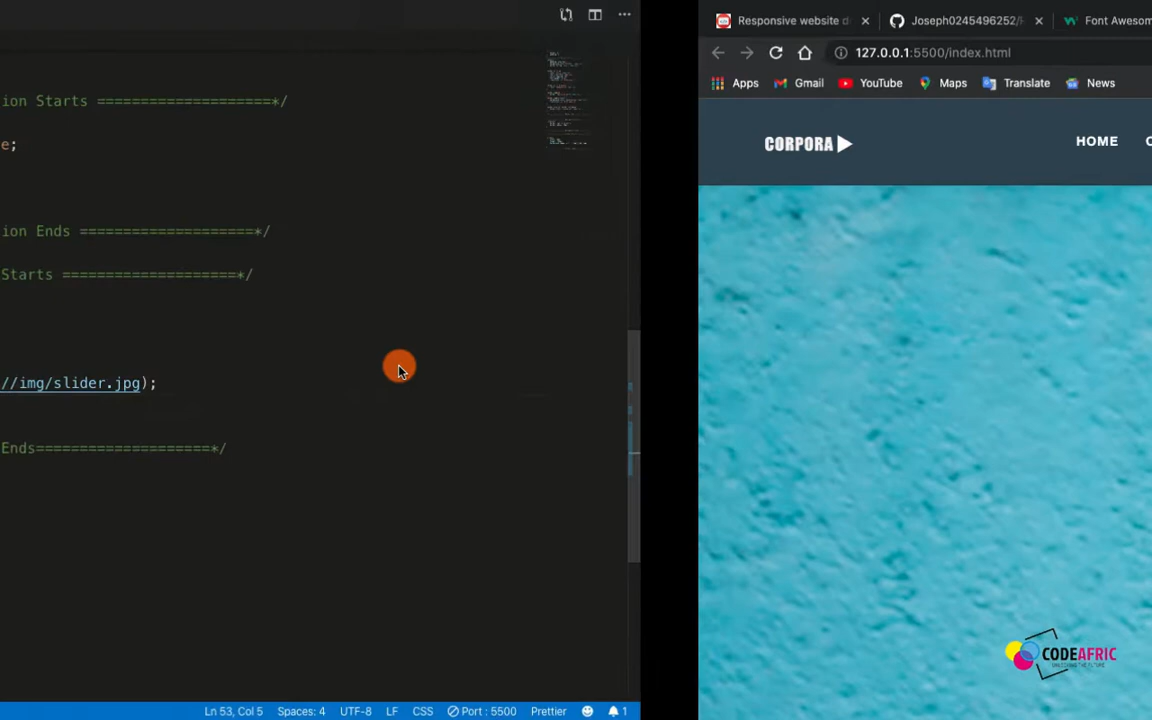 ion Starts ====================*/
e;
ion Ends ====================*/
Starts ====================*/
//img/slider.jpg);
Ends====================*/
Ln 53, Col 5 Spaces: 4 UTF-8 LF CSS Port : 5500 Prettier 1
Responsive website d
Joseph0245496252/
Font Awesom
127.0.0.1:5500/index.html
Apps Gmail YouTube Maps Translate News
CORPORA
HOME
CODEAFRIC